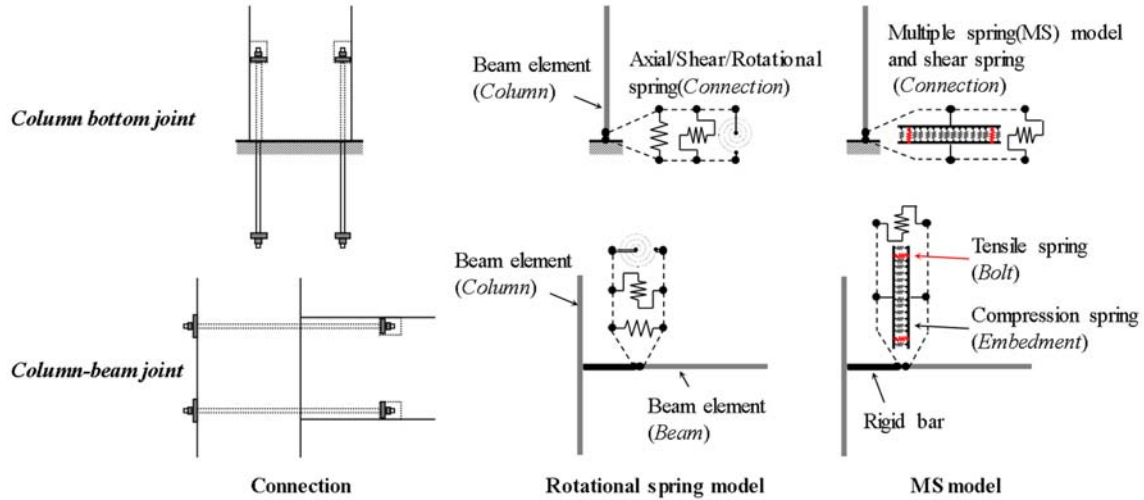 Column bottom joint
Beam element
(Column)
Axial/Shear/Rotational
spring(Connection)
Multiple spring(MS) model
and shear spring
(Connection)
Column-beam joint
Beam element
(Column)
Beam element
(Beam)
Tensile spring
(Bolt)
Compression spring
(Embedment)
Rigid bar
Connection
Rotational spring model
MS model